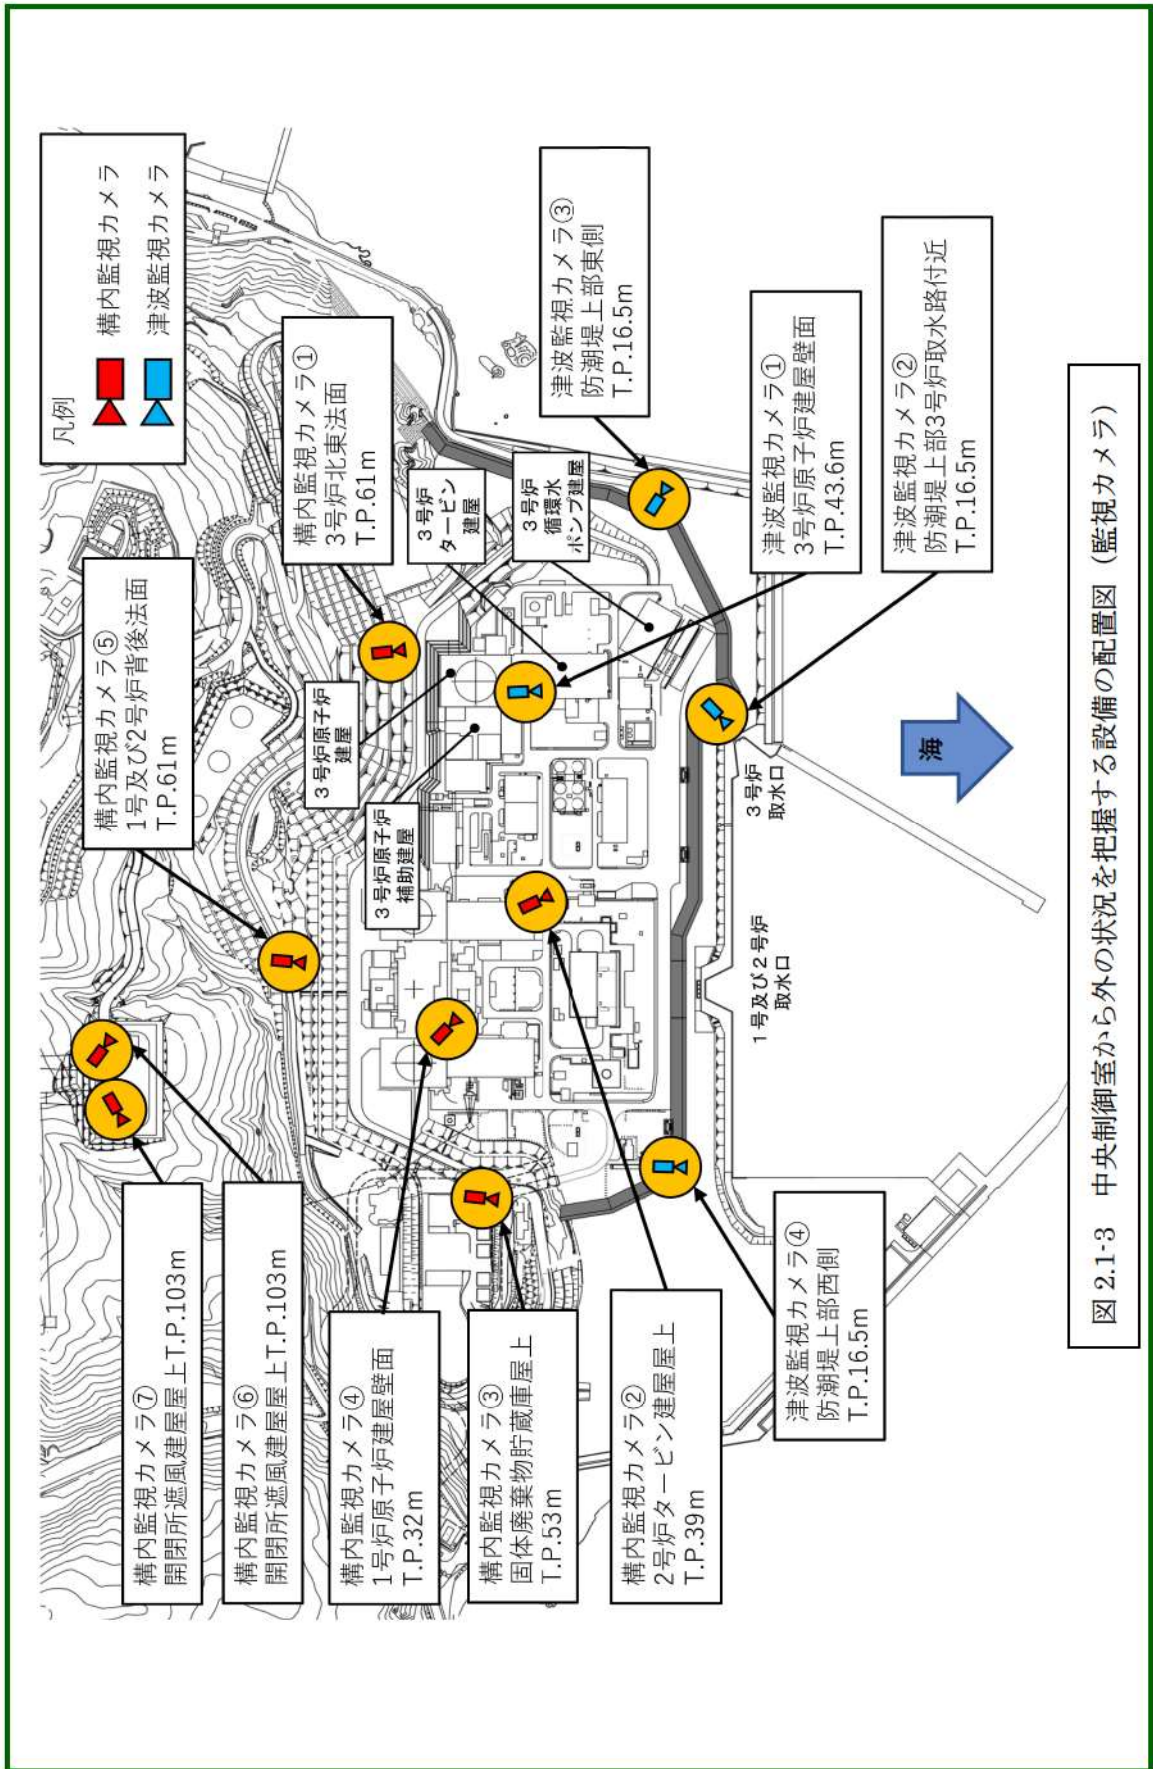 凡例
構内監視カメラ
津波監視カメラ
構内監視カメラ⑦
開閉所遮風建屋屋上T.P.103m
構内監視カメラ⑥
開閉所遮風建屋屋上T.P.103m
構内監視カメラ④
1号炉原子炉建屋壁面
T.P.32m
構内監視カメラ③
固体廃棄物貯蔵庫屋上
T.P.53m
構内監視カメラ②
2号炉タービン建屋屋上
T.P.39m
津波監視カメラ④
防潮堤上部西側
T.P.16.5m
構内監視カメラ⑤
1号及び2号炉背後法面
T.P.61m
構内監視カメラ①
3号炉北東法面
T.P.61m
3号炉原子炉
建屋
3号炉原子炉
補助建屋
3号炉
タービン
建屋
3号炉
循環水
ポンプ建屋
津波監視カメラ③
防潮堤上部東側
T.P.16.5m
津波監視カメラ①
3号炉原子炉建屋壁面
T.P.43.6m
津波監視カメラ②
防潮堤上部3号炉取水路付近
T.P.16.5m
1号及び2号炉
取水口
3号炉
取水口
海
図 2.1-3 中央制御室から外の状況を把握する設備の配置図（監視カメラ）